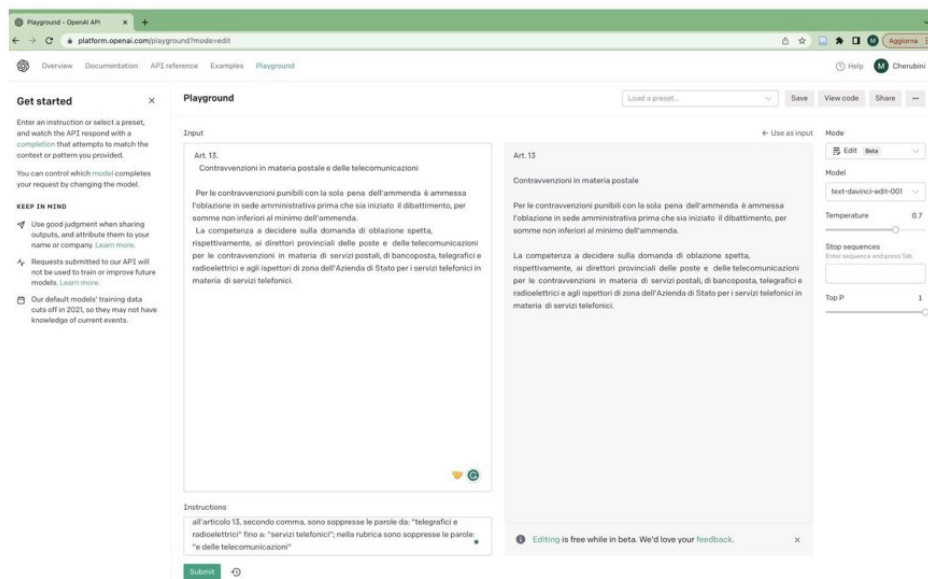 Playground - OpenAI API
platform.openai.com/playground?mode=edit
M
Aggiorna
Overview Documentation API reference Examples Playground
Help M Cherubini
Get started
Enter an instruction or select a preset,
and watch the API respond with a
completion that attempts to match the
context or pattern you provided.
You can control which model completes
your request by changing the model.
KEEP IN MIND
Use good judgment when sharing
outputs, and attribute them to your
name or company. Learn more.
Requests submitted to our API will
not be used to train or improve future
models. Learn more.
Our default models' training data
cuts off in 2021, so they may not have
knowledge of current events.
Playground
Load a preset...
Save
View code
Share
Input
Art. 13.
Contravvenzioni in materia postale e delle telecomunicazioni
Per le contravvenzioni punibili con la sola pena dell'ammenda è ammessa
l'oblazione in sede amministrativa prima che sia iniziato il dibattimento, per
somme non inferiori al minimo dell'ammenda.
La competenza a decidere sulla domanda di oblazione spetta,
rispettivamente, ai direttori provinciali delle poste e delle telecomunicazioni
per le contravvenzioni in materia di servizi postali, di bancoposta, telegrafici e
radioelettrici e agli ispettori di zona dell'Azienda di Stato per i servizi telefonici in
materia di servizi telefonici.
Instructions
all'articolo 13, secondo comma, sono soppresse le parole da: "telegrafici e
radioelettrici" fino a: "servizi telefonici"; nella rubrica sono soppresse le parole:
"e delle telecomunicazioni"
Submit
← Use as input
Art. 13
Contravvenzioni in materia postale
Per le contravvenzioni punibili con la sola pena dell'ammenda è ammessa
l'oblazione in sede amministrativa prima che sia iniziato il dibattimento, per
somme non inferiori al minimo dell'ammenda.
La competenza a decidere sulla domanda di oblazione spetta,
rispettivamente, ai direttori provinciali delle poste e delle telecomunicazioni
per le contravvenzioni in materia di servizi postali, di bancoposta, telegrafici e
radioelettrici e agli ispettori di zona dell'Azienda di Stato per i servizi telefonici in
materia di servizi telefonici.
Editing is free while in beta. We'd love your feedback.
Mode
Edit Beta
Model
text-davinci-edit-001
Temperature 0.7
Stop sequences
Enter sequence and press Tab
Top P 1